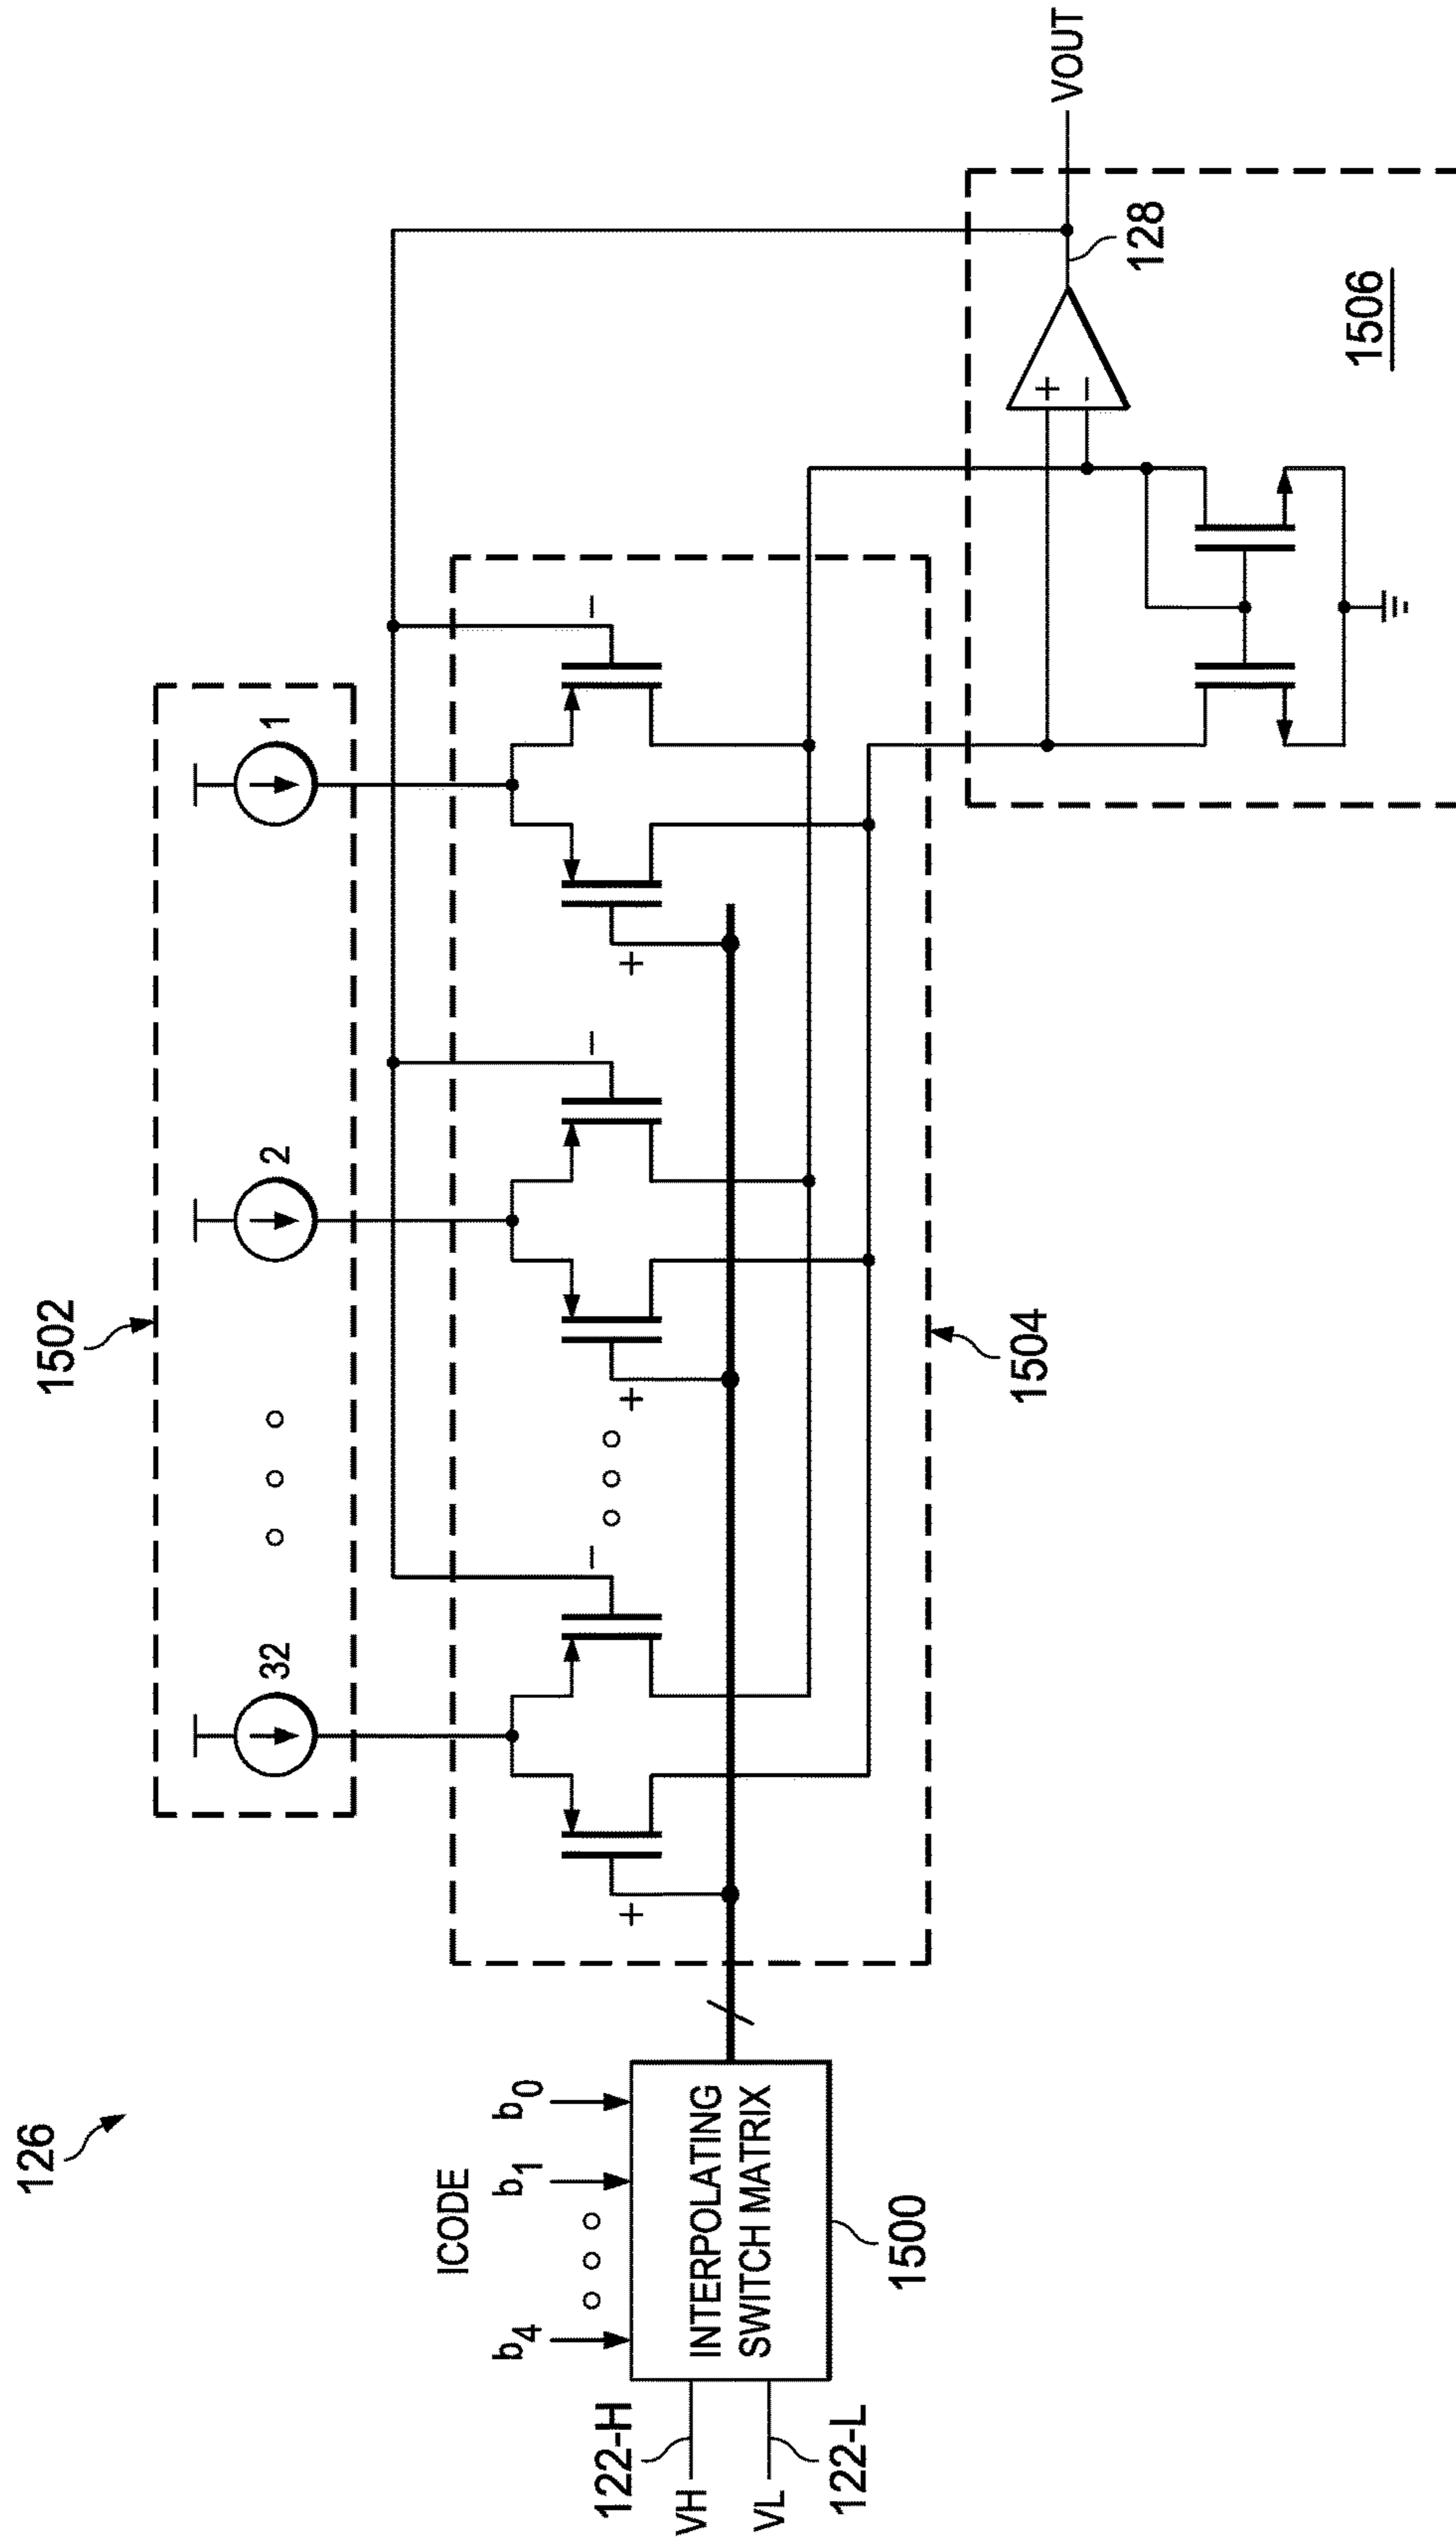 126
1502
32
2
1
ICODE
b4
b1
b0
VH
122-H
VL
122-L
INTERPOLATING
SWITCH MATRIX
1500
+
−
+
−
+
−
1504
+
−
128
VOUT
1506